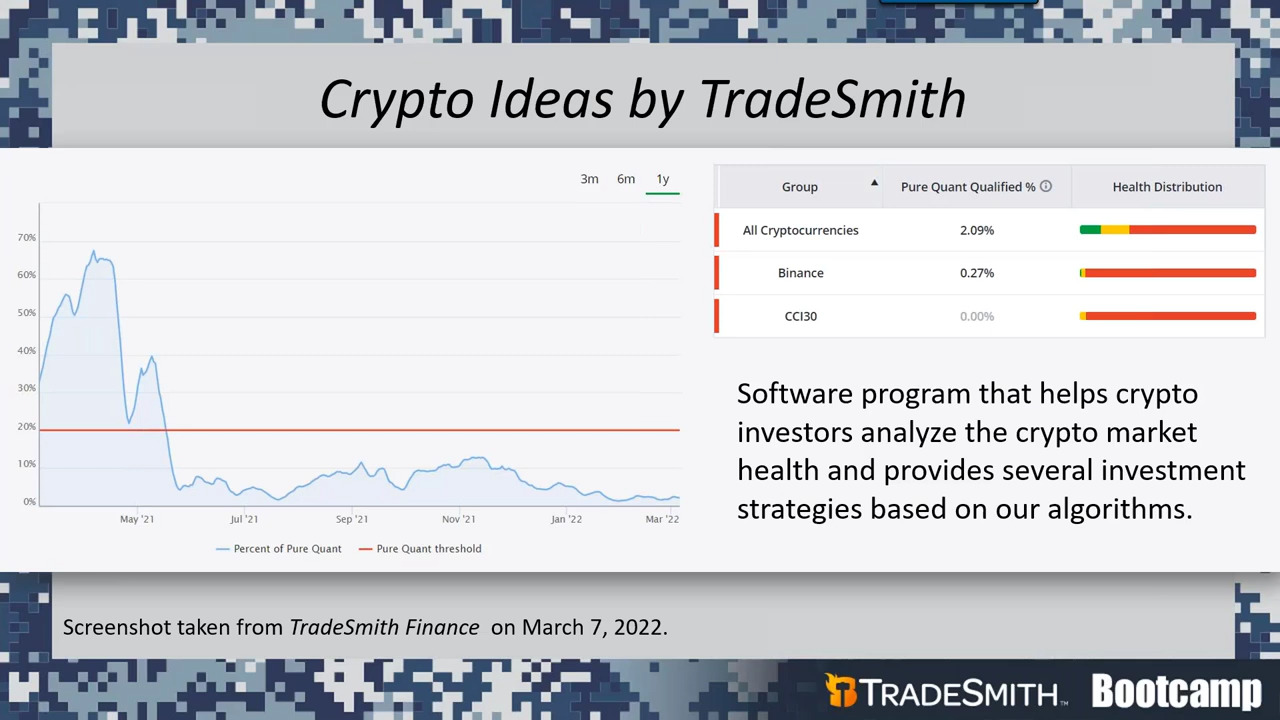 Crypto Ideas by TradeSmith
3m 6m 1y
70%
60%
50%
40%
30%
20%
10%
0%
May '21 Jul '21 Sep '21 Nov '21 Jan '22 Mar '22
Percent of Pure Quant Pure Quant threshold
Group Pure Quant Qualified % Health Distribution
All Cryptocurrencies 2.09%
Binance 0.27%
CCI30 0.00%
Software program that helps crypto
investors analyze the crypto market
health and provides several investment
strategies based on our algorithms.
Screenshot taken from TradeSmith Finance on March 7, 2022.
TRADESMITH™ Bootcamp